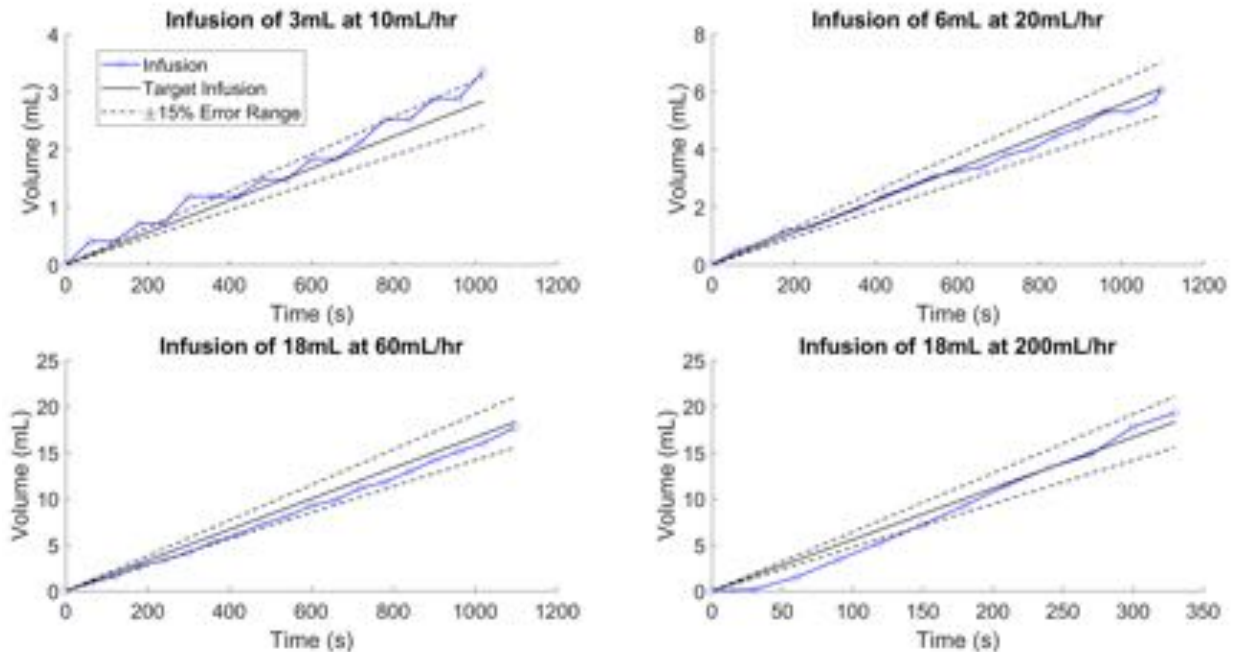 Infusion of 3mL at 10mL/hr
4
3
2
1
0
Volume (mL)
Infusion
Target Infusion
±15% Error Range
0 200 400 600 800 1000 1200
Time (s)
Infusion of 6mL at 20mL/hr
8
6
4
2
0
Volume (mL)
0 200 400 600 800 1000 1200
Time (s)
Infusion of 18mL at 60mL/hr
25
20
15
10
5
0
Volume (mL)
0 200 400 600 800 1000 1200
Time (s)
Infusion of 18mL at 200mL/hr
25
20
15
10
5
0
Volume (mL)
0 50 100 150 200 250 300 350
Time (s)